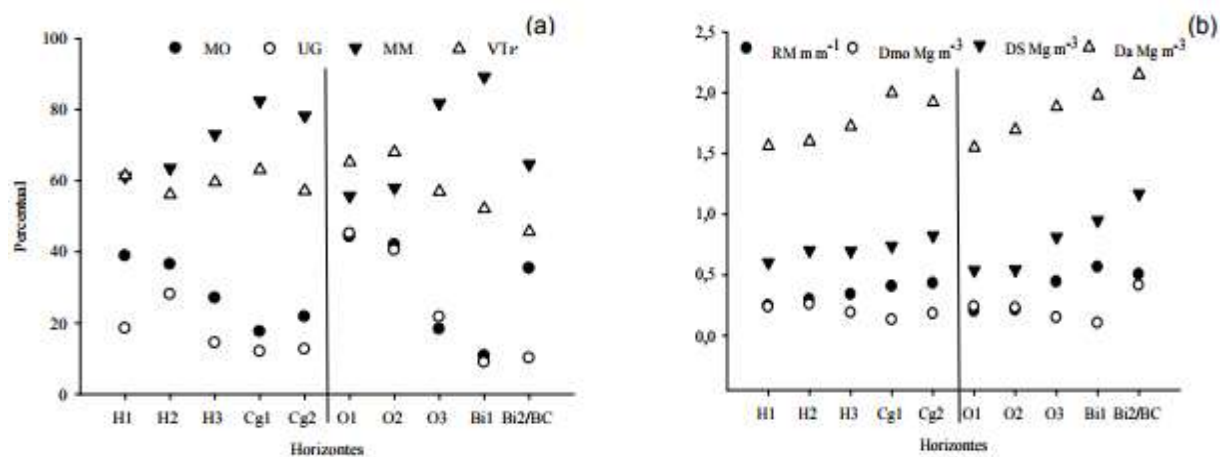 (a)
MO UG MM VTP
100
80
60
40
20
0
Percentual
H1 H2 H3 Cg1 Cg2 O1 O2 O3 Bi1 Bi2/BC
Horizontes
(b)
RM m m-1 Dmo Mg m-3 DS Mg m-3 Da Mg m-3
2,5
2,0
1,5
1,0
0,5
0,0
H1 H2 H3 Cg1 Cg2 O1 O2 O3 Bi1 Bi2/BC
Horizontes